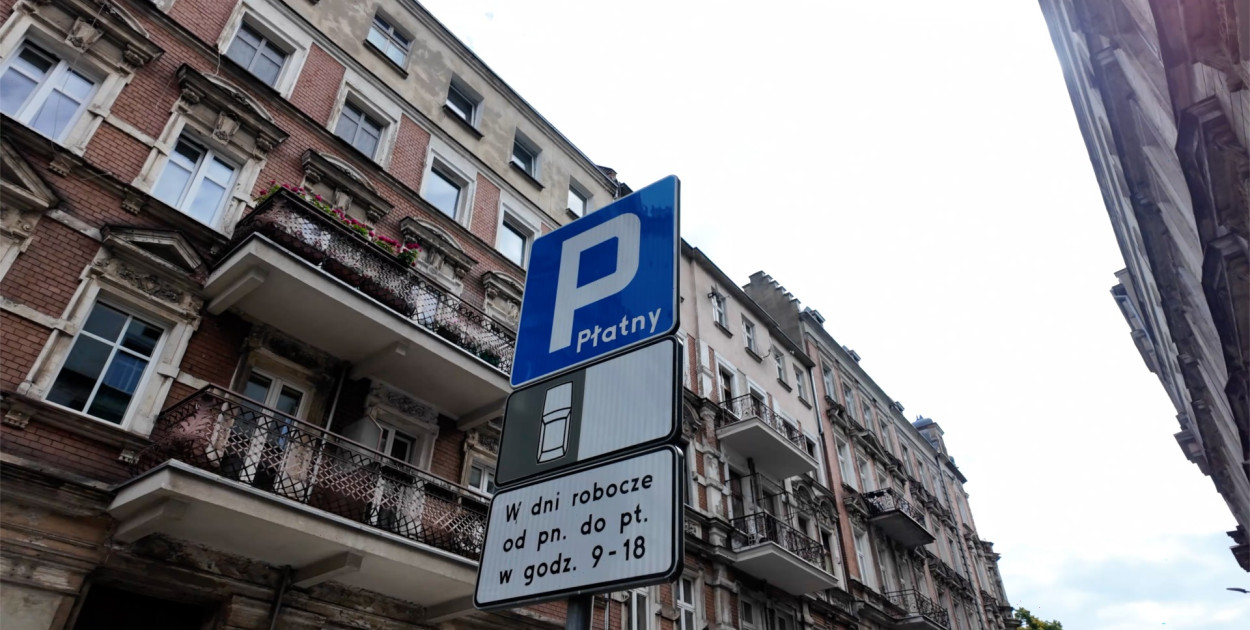 P
Płatny
W dni robocze
od pn. do pt.
w godz. 9-18